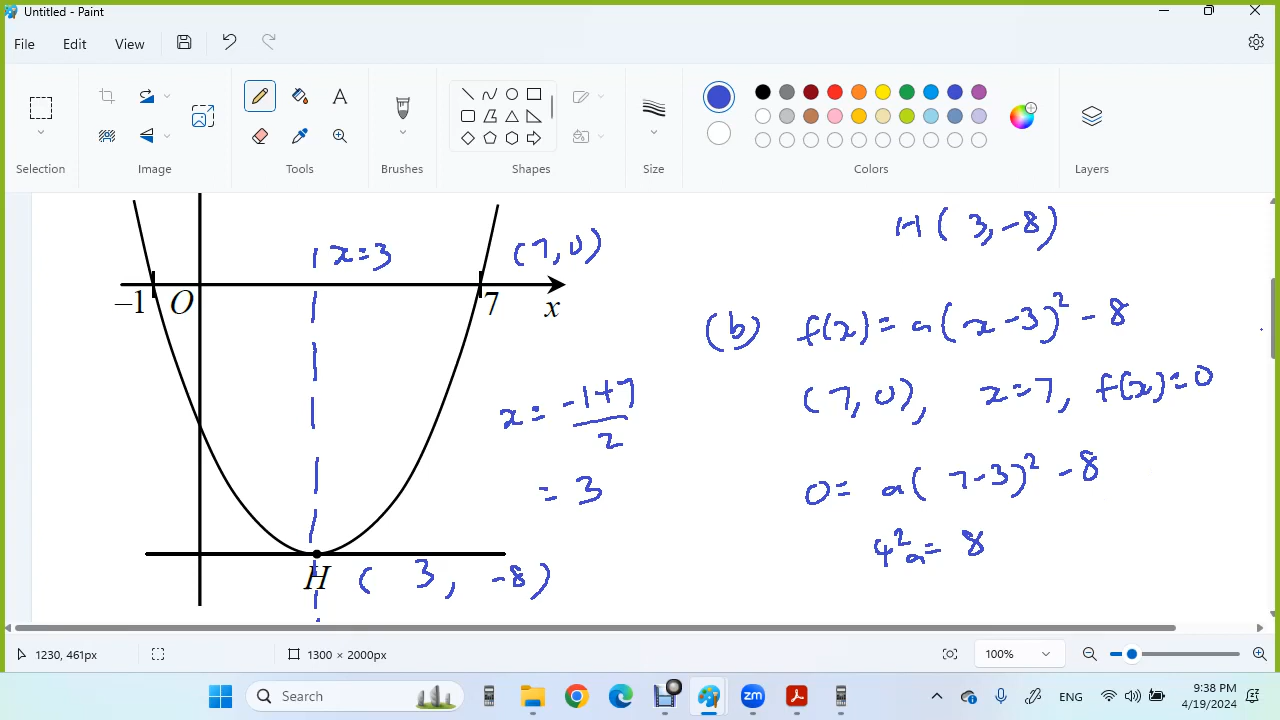 Untitled - Paint
File Edit View
Selection Image Tools Brushes Shapes Size Colors Layers
H ( 3, -8)
x=3 (7, 0)
-1 O 7 x
(b) f(x) = a(x-3)² - 8
(7, 0), x=7, f(x)=0
x = -1+7
2
= 3
0 = a(7-3)² - 8
4²a = 8
H ( 3, -8)
1230, 461px 1300 × 2000px 100%
Search ENG 9:38 PM
4/19/2024